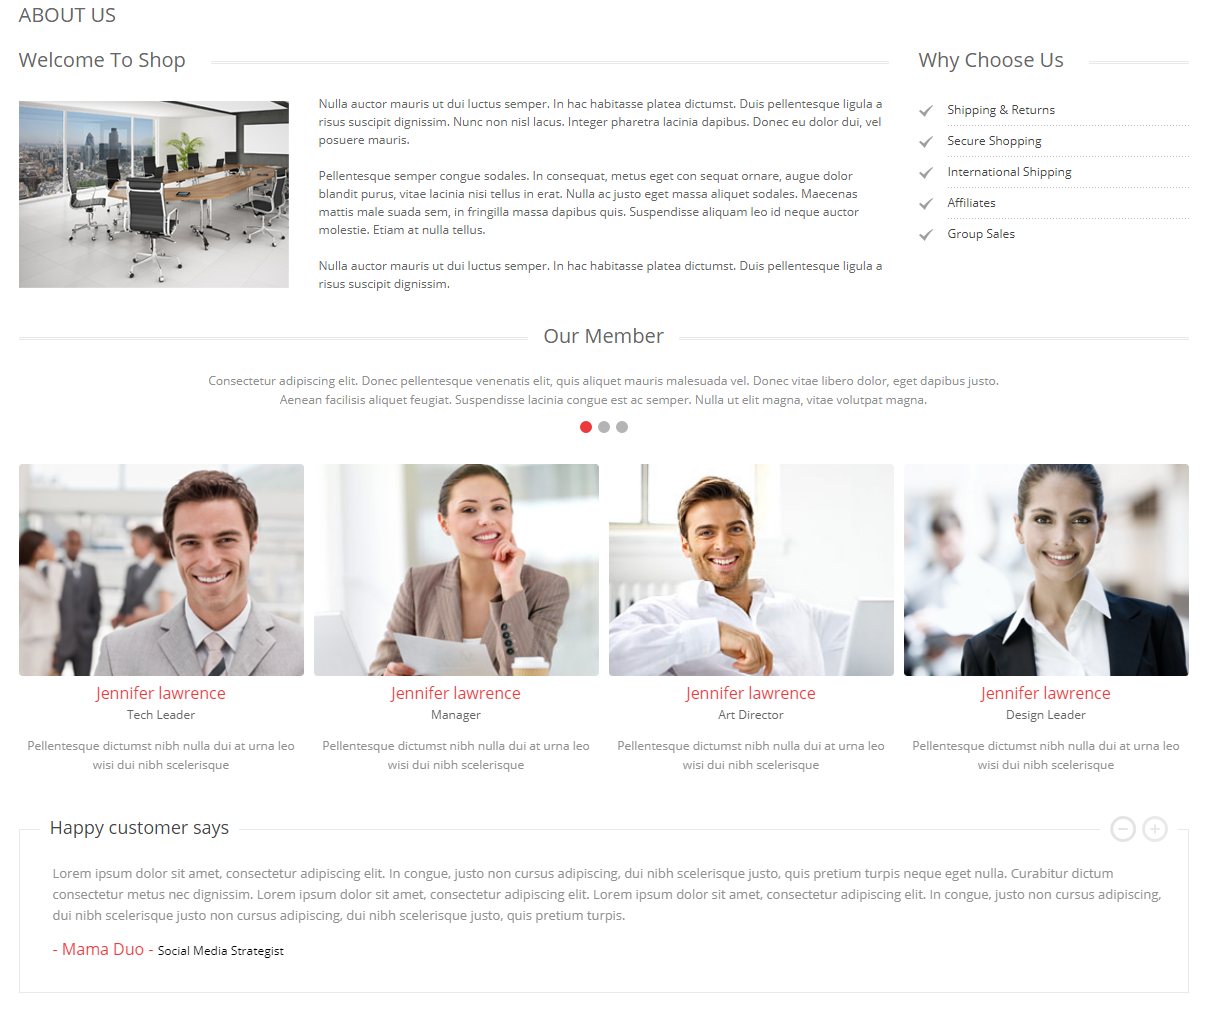 ABOUT US
Welcome To Shop
Nulla auctor mauris ut dui luctus semper. In hac habitasse platea dictumst. Duis pellentesque ligula a
risus suscipit dignissim. Nunc non nisl lacus. Integer pharetra lacinia dapibus. Donec eu dolor dui, vel
posuere mauris.
Pellentesque semper congue sodales. In consequat, metus eget con sequat ornare, augue dolor
blandit purus, vitae lacinia nisi tellus in erat. Nulla ac justo eget massa aliquet sodales. Maecenas
mattis male suada sem, in fringilla massa dapibus quis. Suspendisse aliquam leo id neque auctor
molestie. Etiam at nulla tellus.
Nulla auctor mauris ut dui luctus semper. In hac habitasse platea dictumst. Duis pellentesque ligula a
risus suscipit dignissim.
Why Choose Us
Shipping & Returns
Secure Shopping
International Shipping
Affiliates
Group Sales
Our Member
Consectetur adipiscing elit. Donec pellentesque venenatis elit, quis aliquet mauris malesuada vel. Donec vitae libero dolor, eget dapibus justo.
Aenean facilisis aliquet feugiat. Suspendisse lacinia congue est ac semper. Nulla ut elit magna, vitae volutpat magna.
Jennifer lawrence
Tech Leader
Pellentesque dictumst nibh nulla dui at urna leo
wisi dui nibh scelerisque
Jennifer lawrence
Manager
Pellentesque dictumst nibh nulla dui at urna leo
wisi dui nibh scelerisque
Jennifer lawrence
Art Director
Pellentesque dictumst nibh nulla dui at urna leo
wisi dui nibh scelerisque
Jennifer lawrence
Design Leader
Pellentesque dictumst nibh nulla dui at urna leo
wisi dui nibh scelerisque
Happy customer says
Lorem ipsum dolor sit amet, consectetur adipiscing elit. In congue, justo non cursus adipiscing, dui nibh scelerisque justo, quis pretium turpis neque eget nulla. Curabitur dictum
consectetur metus nec dignissim. Lorem ipsum dolor sit amet, consectetur adipiscing elit. Lorem ipsum dolor sit amet, consectetur adipiscing elit. In congue, justo non cursus adipiscing,
dui nibh scelerisque justo non cursus adipiscing, dui nibh scelerisque justo, quis pretium turpis.
- Mama Duo - Social Media Strategist